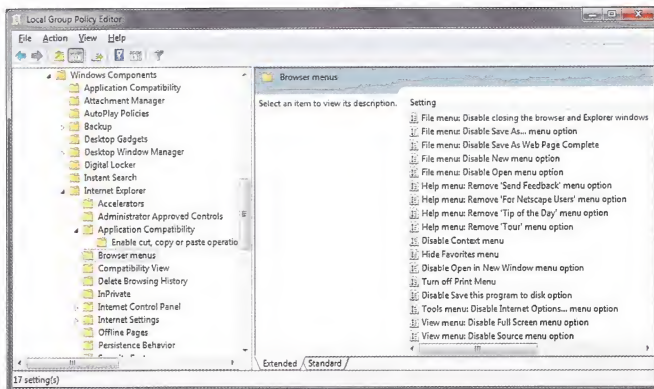 Local Group Policy Editor
File Action View Help
Windows Components
Application Compatibility
Attachment Manager
AutoPlay Policies
Backup
Desktop Gadgets
Desktop Window Manager
Digital Locker
Instant Search
Internet Explorer
Accelerators
Administrator Approved Controls
Application Compatibility
Enable cut, copy or paste operatio
Browser menus
Compatibility View
Delete Browsing History
InPrivate
Internet Control Panel
Internet Settings
Offline Pages
Persistence Behavior
Browser menus
Select an item to view its description.
Setting
File menu: Disable closing the browser and Explorer windows
File menu: Disable Save As... menu option
File menu: Disable Save As Web Page Complete
File menu: Disable New menu option
File menu: Disable Open menu option
Help menu: Remove 'Send Feedback' menu option
Help menu: Remove 'For Netscape Users' menu option
Help menu: Remove 'Tip of the Day' menu option
Help menu: Remove 'Tour' menu option
Disable Context menu
Hide Favorites menu
Disable Open in New Window menu option
Turn off Print Menu
Disable Save this program to disk option
Tools menu: Disable Internet Options... menu option
View menu: Disable Full Screen menu option
View menu: Disable Source menu option
Extended Standard
17 setting(s)